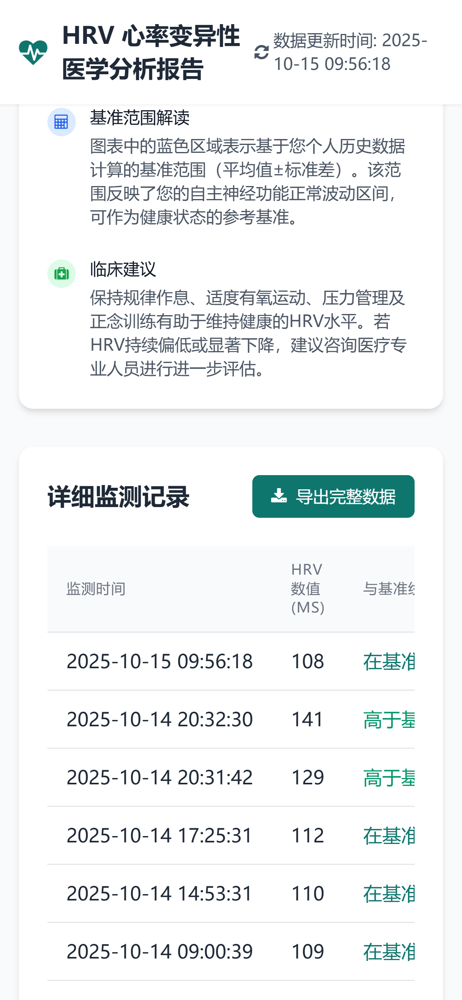 HRV 心率变异性
医学分析报告
数据更新时间: 2025-
10-15 09:56:18
基准范围解读
图表中的蓝色区域表示基于您个人历史数据
计算的基准范围（平均值±标准差）。该范
围反映了您的自主神经功能正常波动区间，
可作为健康状态的参考基准。
临床建议
保持规律作息、适度有氧运动、压力管理及
正念训练有助于维持健康的HRV水平。若
HRV持续偏低或显著下降，建议咨询医疗专
业人员进行进一步评估。
详细监测记录
导出完整数据
监测时间
HRV
数值
(MS)
与基准线
2025-10-15 09:56:18 108 在基准
2025-10-14 20:32:30 141 高于基
2025-10-14 20:31:42 129 高于基
2025-10-14 17:25:31 112 在基准
2025-10-14 14:53:31 110 在基准
2025-10-14 09:00:39 109 在基准